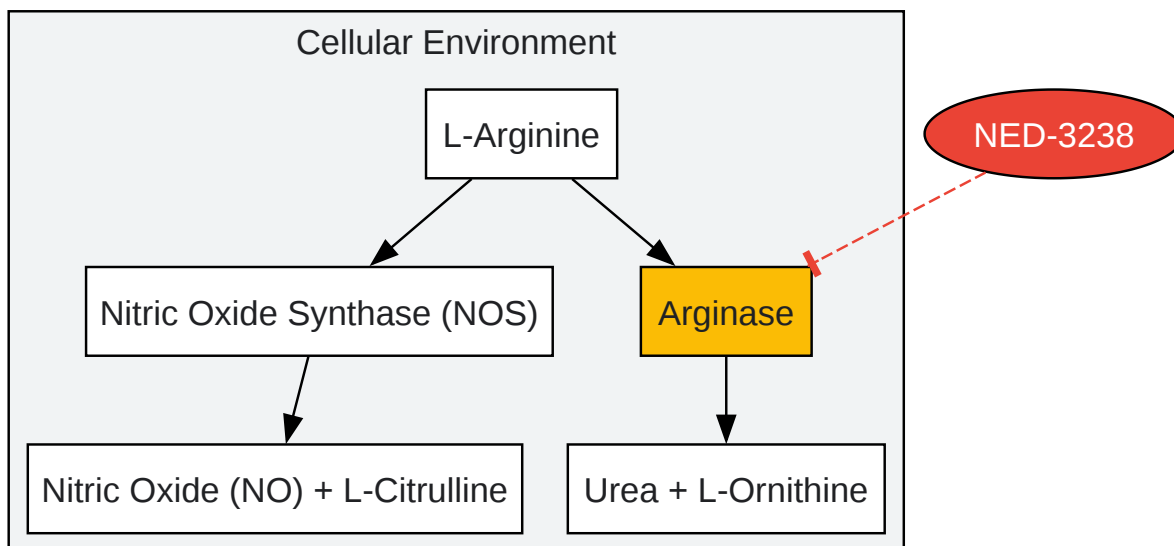 Cellular Environment
L-Arginine
NED-3238
Nitric Oxide Synthase (NOS)
Arginase
Nitric Oxide (NO) + L-Citrulline
Urea + L-Ornithine